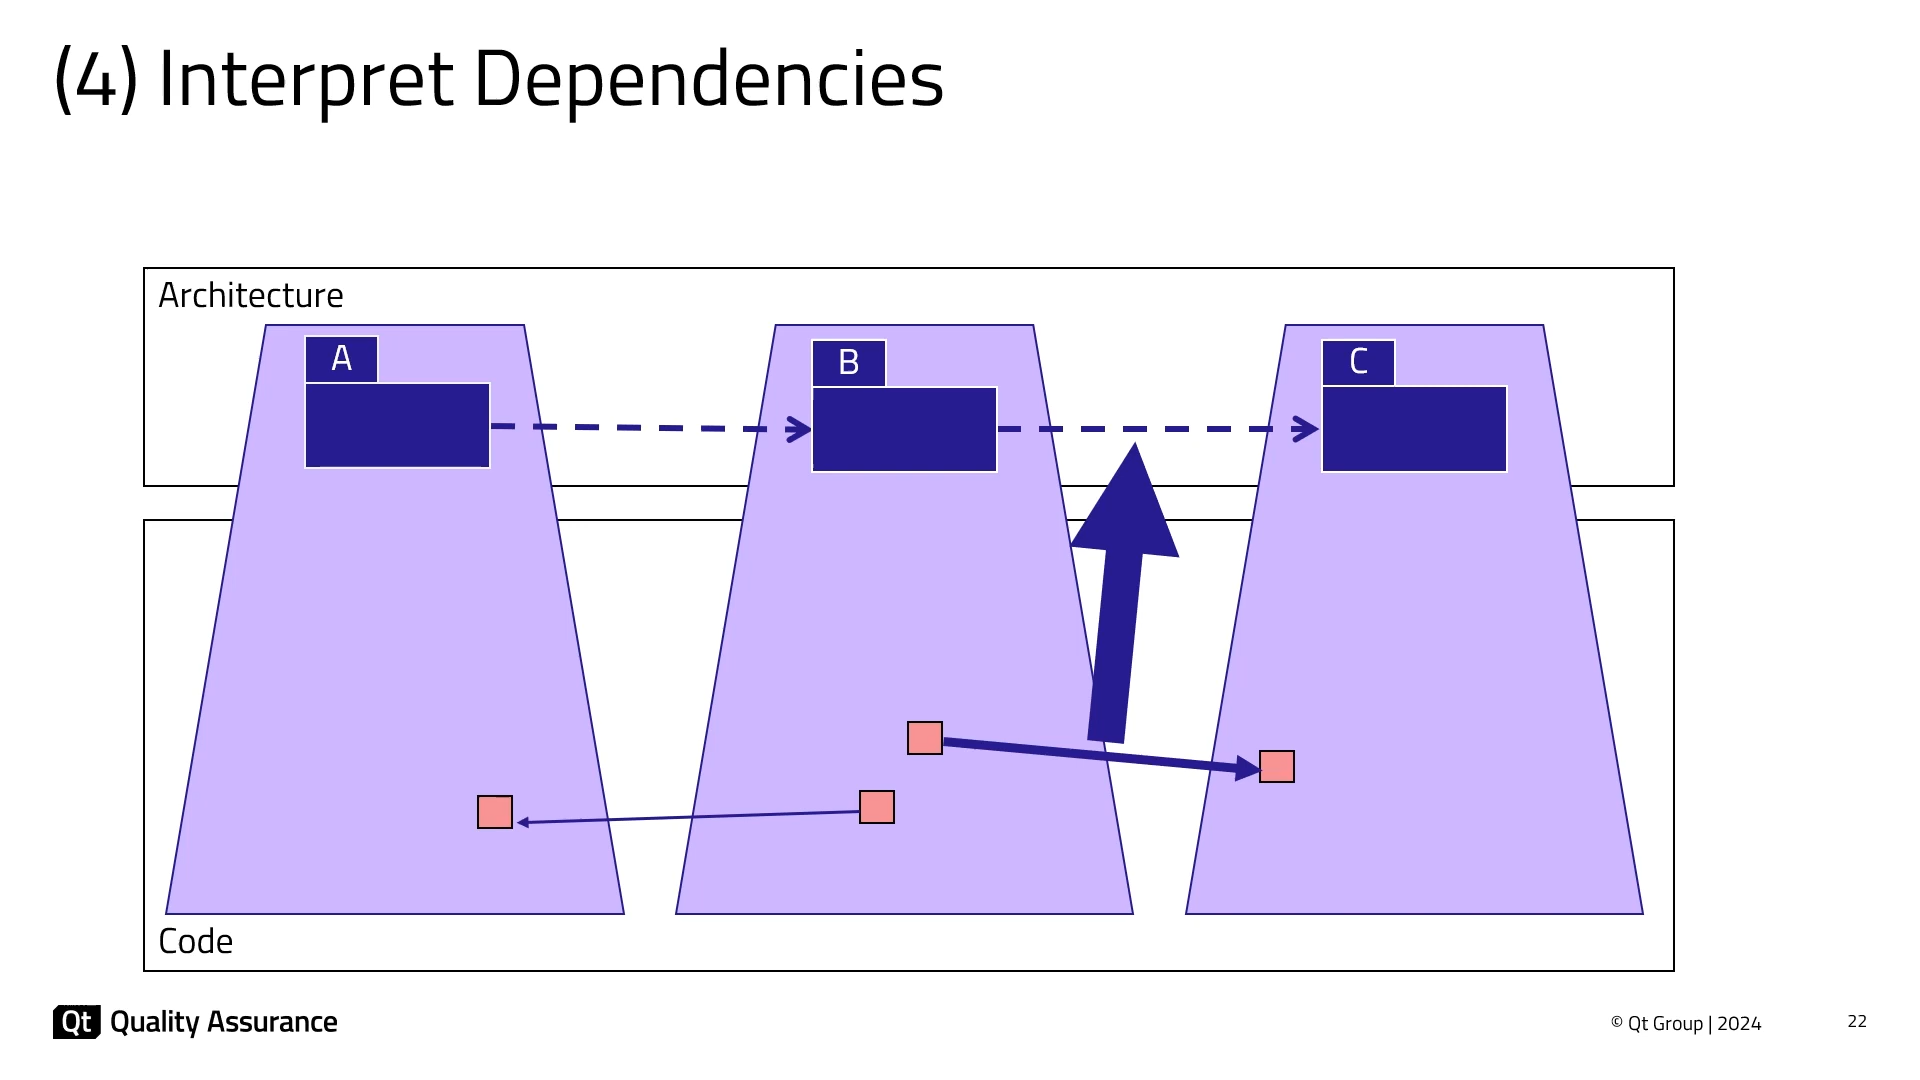 (4) Interpret Dependencies
Architecture
A
B
C
Code
Qt Quality Assurance
© Qt Group | 2024
22